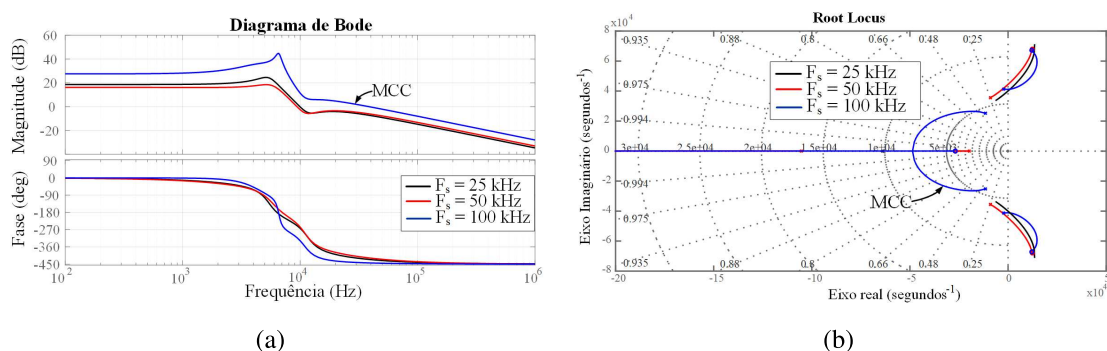 Diagrama de Bode
Magnitude (dB)
60
40
20
0
-20
MCC
Fase (deg)
90
0
-90
-180
-270
-360
-450
F_s = 25 kHz
F_s = 50 kHz
F_s = 100 kHz
10^2
10^3
10^4
10^5
10^6
Frequência (Hz)
(a)
Root Locus
x10^4
Eixo Imaginário (segundos^-1)
8
6
4
2
0
-2
-4
-6
-8
0.935
0.88
0.8
0.66
0.48
0.25
0.975
0.994
F_s = 25 kHz
F_s = 50 kHz
F_s = 100 kHz
3e+04
2.5e+04
2e+04
1.5e+04
1e+04
5e+03
0.994
MCC
0.975
0.935
0.88
0.8
0.66
0.48
0.25
-20
-15
-10
-5
0
x10^4
Eixo real (segundos^-1)
(b)